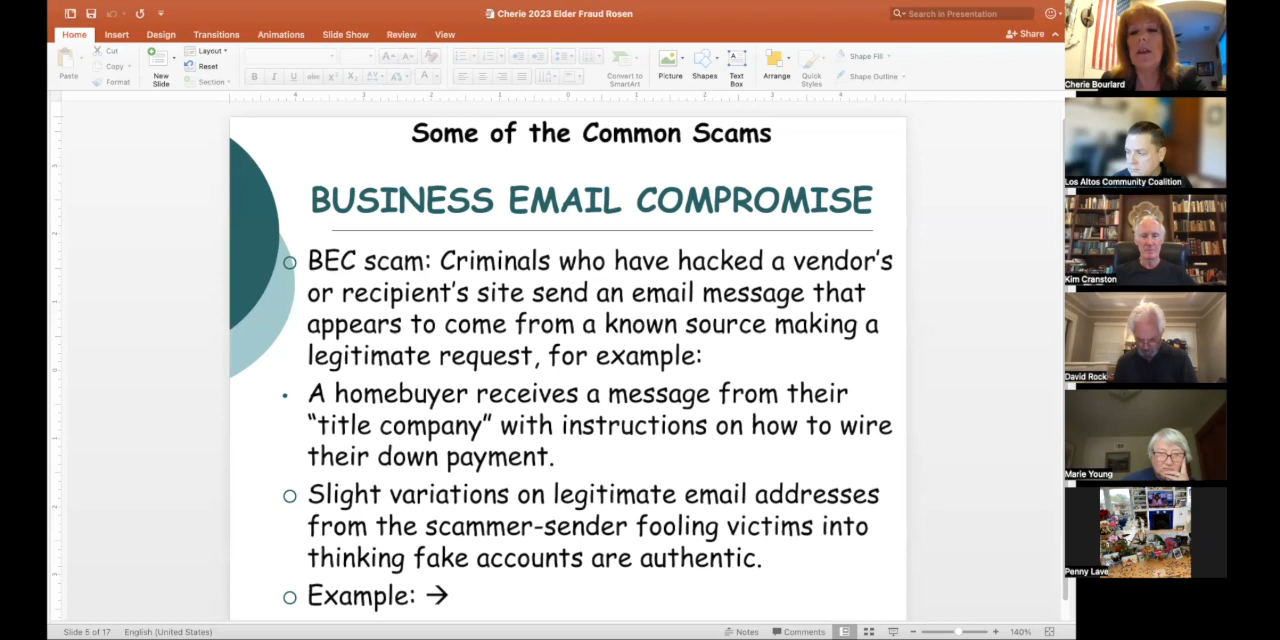 Cherie 2023 Elder Fraud Rosen
Search in Presentation
Home Insert Design Transitions Animations Slide Show Review View
Share
Paste
Cut
Copy
Format
New
Slide
Layout
Reset
Section
Convert to
SmartArt
Picture
Shapes
Text
Box
Arrange
Quick
Styles
Shape Fill
Shape Outline
Some of the Common Scams
BUSINESS EMAIL COMPROMISE
BEC scam: Criminals who have hacked a vendor's
or recipient's site send an email message that
appears to come from a known source making a
legitimate request, for example:
A homebuyer receives a message from their
“title company” with instructions on how to wire
their down payment.
Slight variations on legitimate email addresses
from the scammer-sender fooling victims into
thinking fake accounts are authentic.
Example: →
Slide 5 of 17 English (United States)
Notes Comments 140%
Cherie Bourlard
Los Altos Community Coalition
Kim Cranston
David Rock
Marie Young
Penny Lave